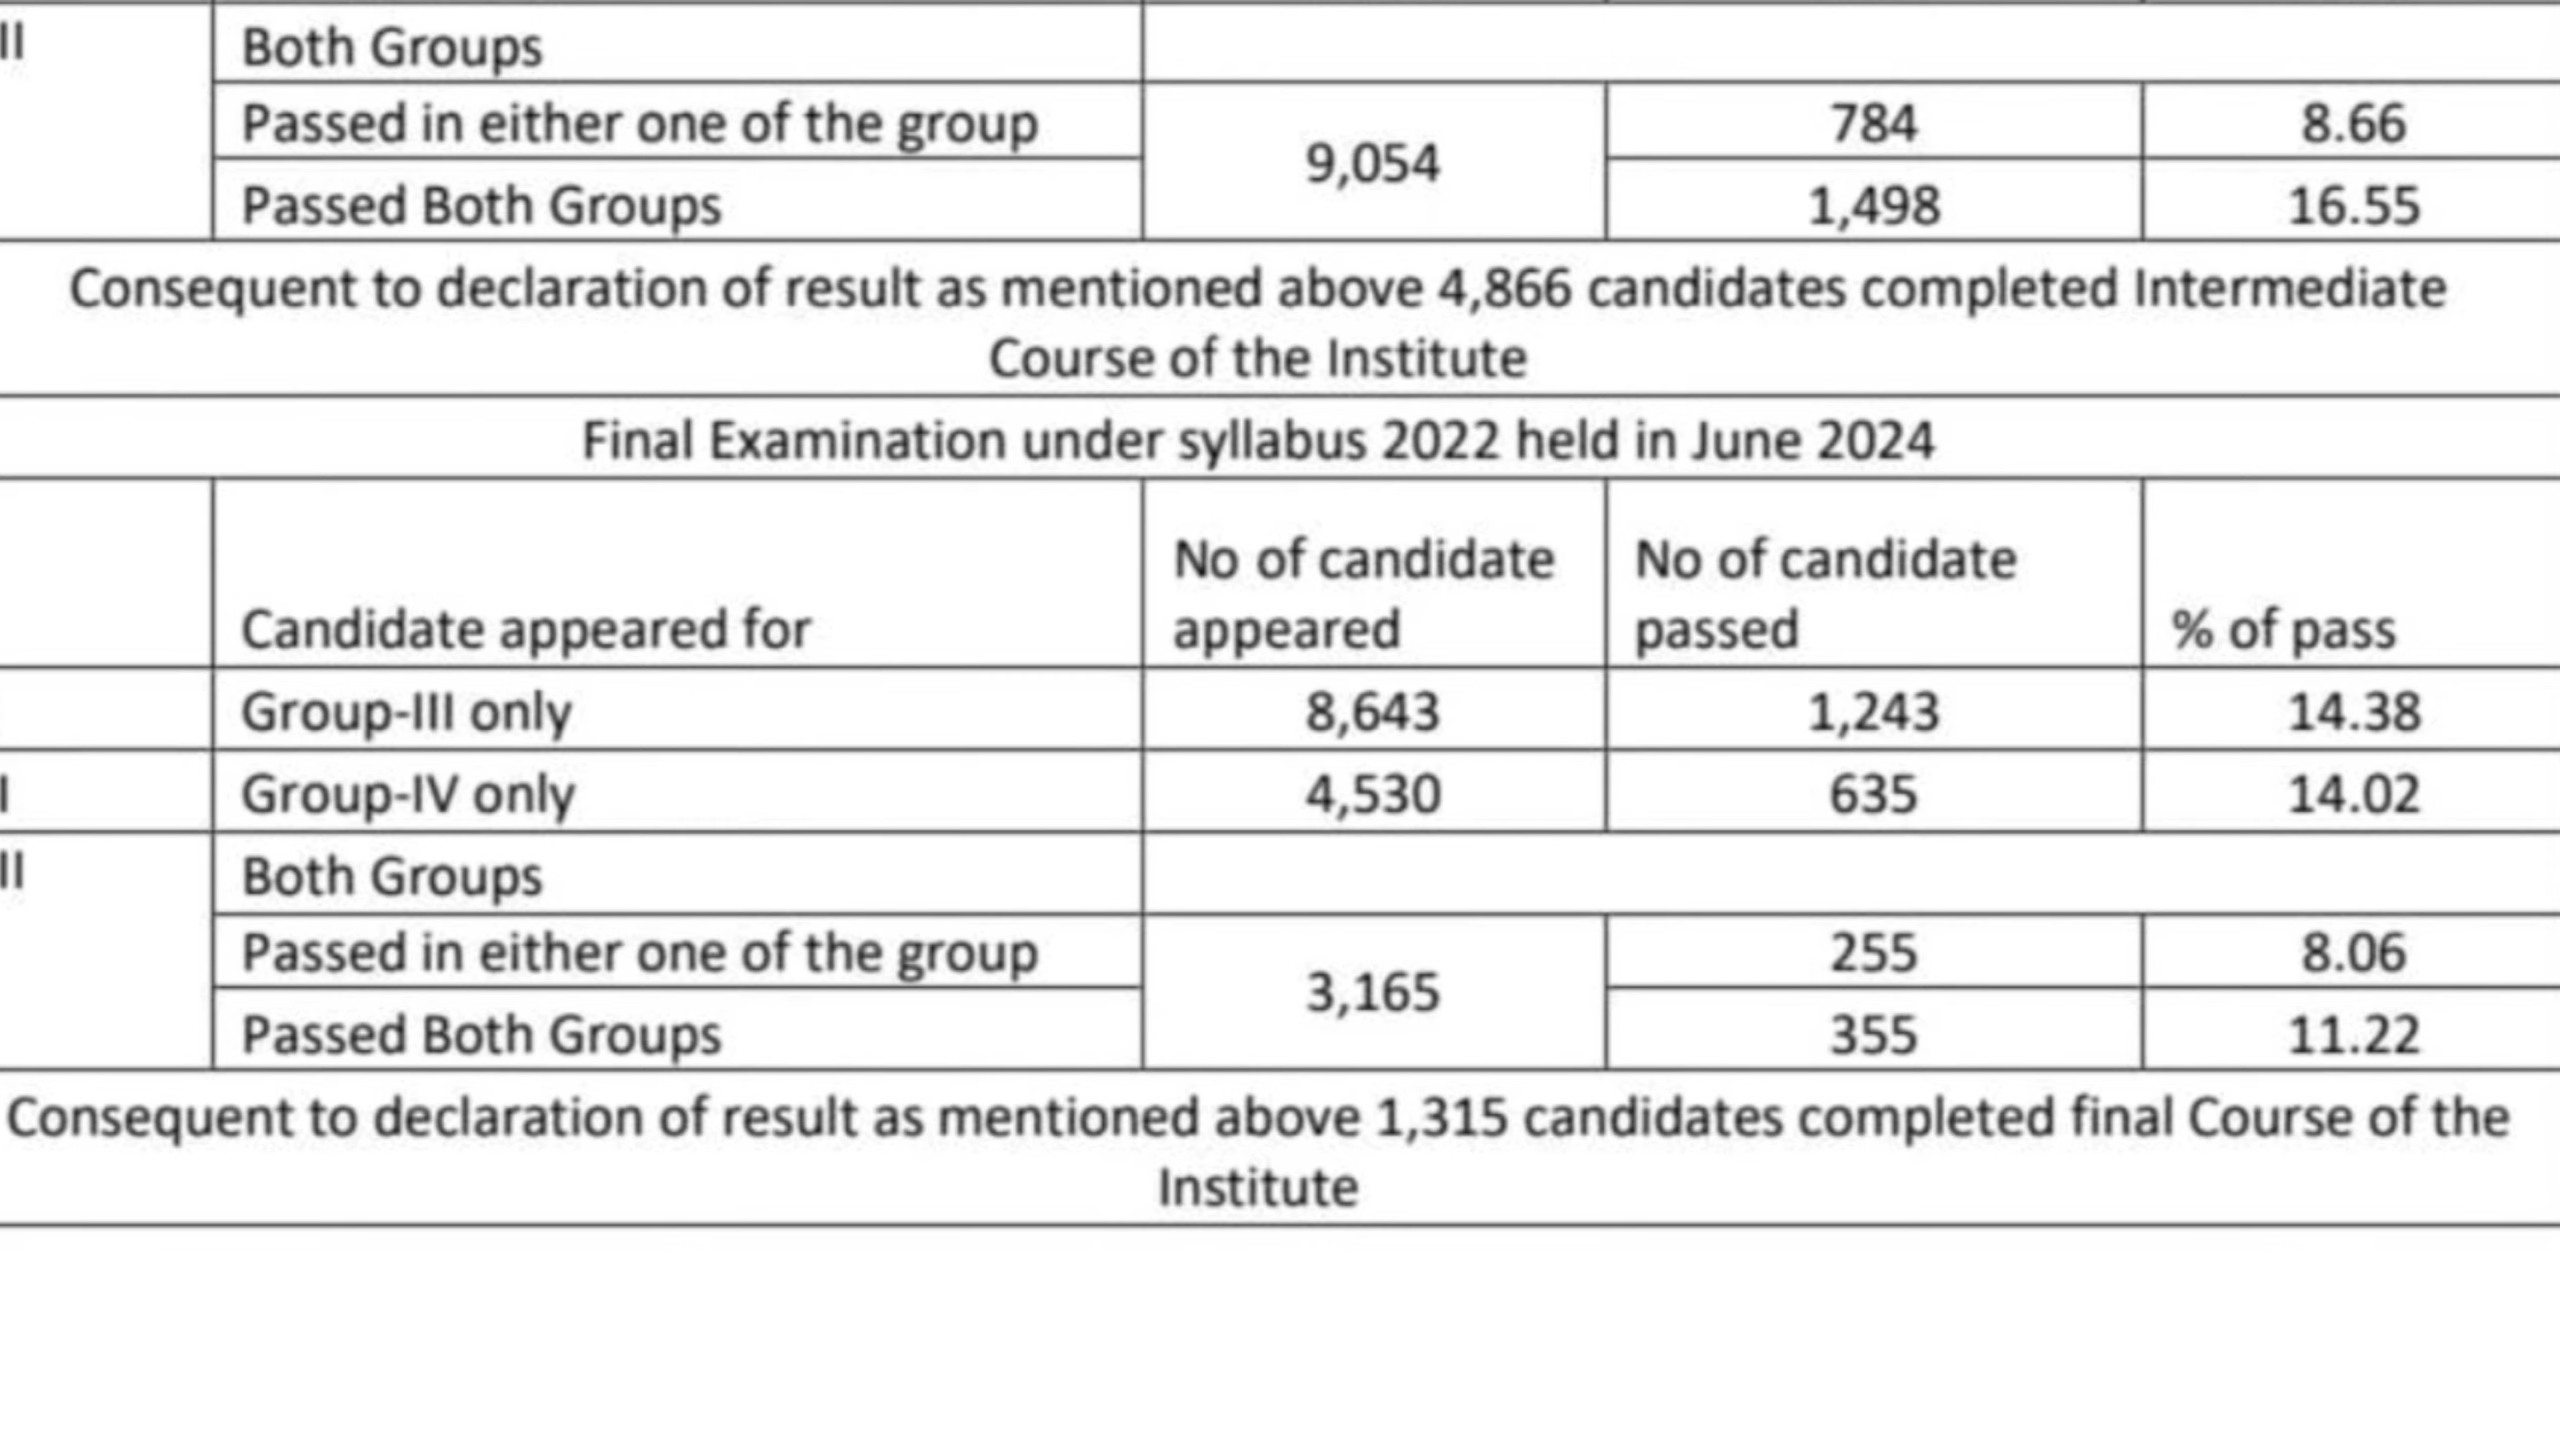 II Both Groups
Passed in either one of the group 9,054 784 8.66
Passed Both Groups 1,498 16.55
Consequent to declaration of result as mentioned above 4,866 candidates completed Intermediate
Course of the Institute
Final Examination under syllabus 2022 held in June 2024
Candidate appeared for No of candidate appeared No of candidate passed % of pass
Group-III only 8,643 1,243 14.38
I Group-IV only 4,530 635 14.02
II Both Groups
Passed in either one of the group 3,165 255 8.06
Passed Both Groups 355 11.22
Consequent to declaration of result as mentioned above 1,315 candidates completed final Course of the
Institute